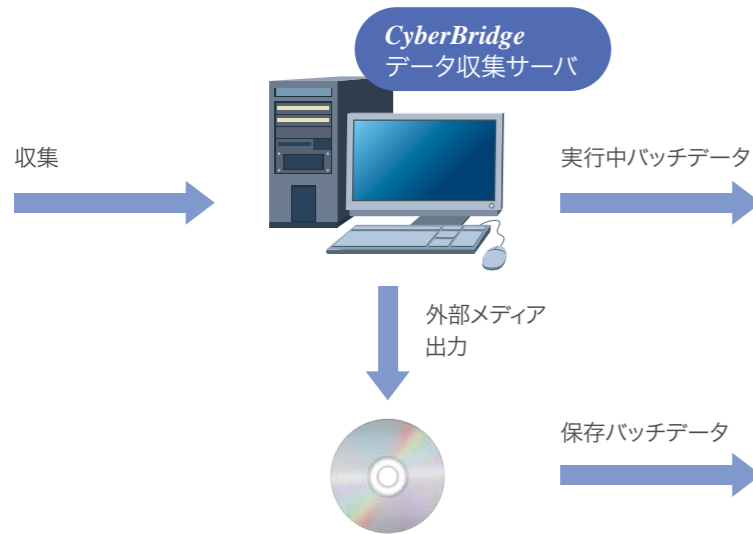 CyberBridge
データ収集サーバ
収集
実行中バッチデータ
外部メディア
出力
保存バッチデータ